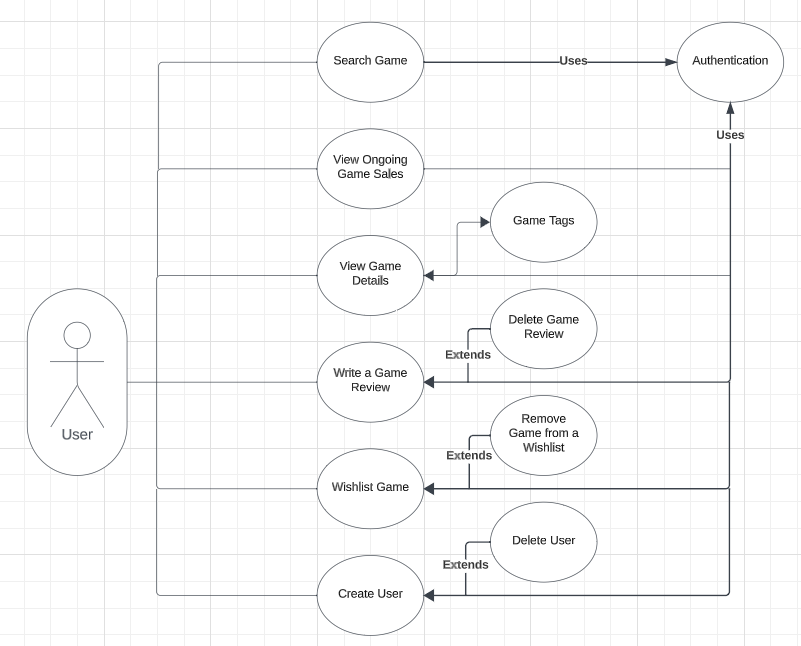 Search Game
Uses
Authentication
Uses
View Ongoing
Game Sales
Game Tags
View Game
Details
Delete Game
Review
Extends
Write a Game
Review
User
Remove
Game from a
Wishlist
Extends
Wishlist Game
Delete User
Extends
Create User